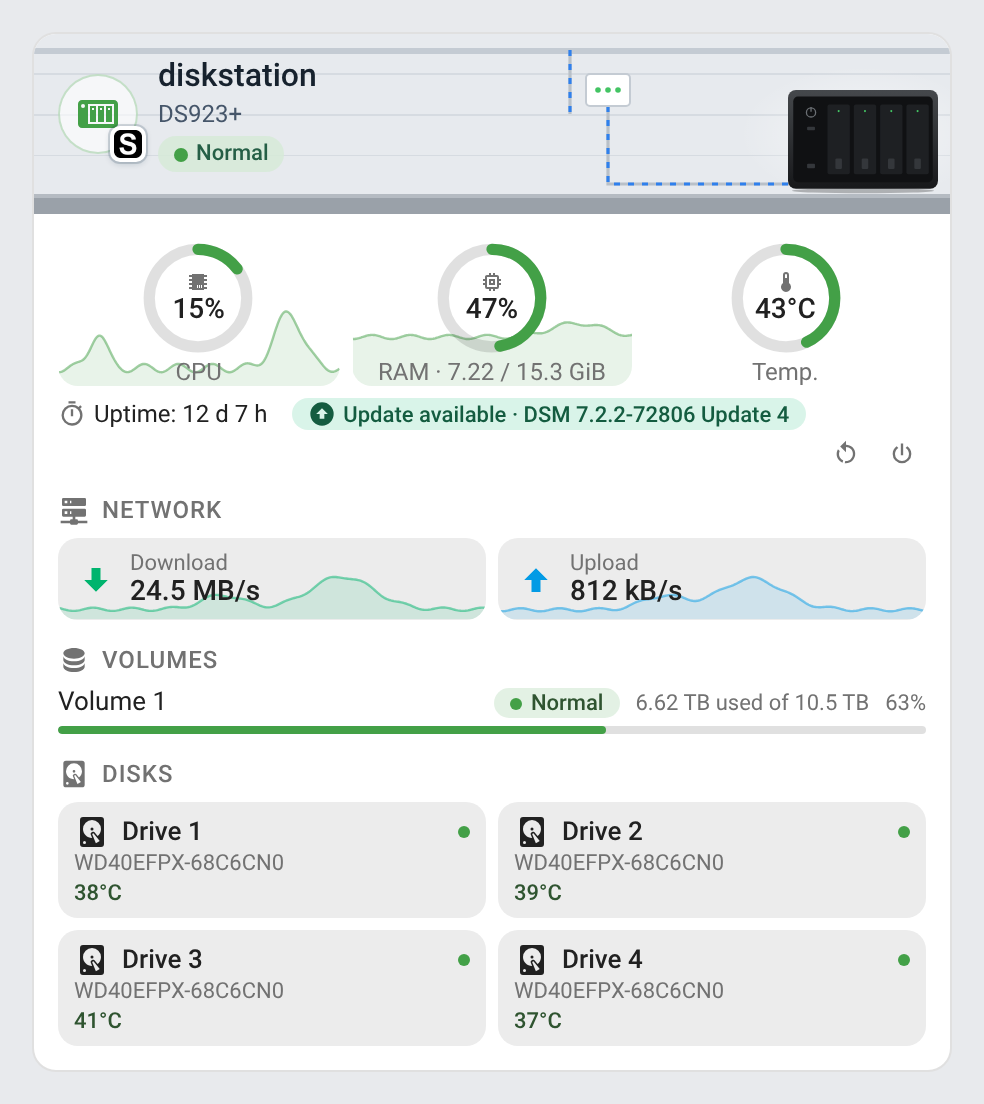 diskstation
DS923+
S
Normal
15%
47%
43°C
CPU
RAM · 7.22 / 15.3 GiB
Temp.
Uptime: 12 d 7 h
Update available · DSM 7.2.2-72806 Update 4
NETWORK
Download
24.5 MB/s
Upload
812 kB/s
VOLUMES
Volume 1
Normal
6.62 TB used of 10.5 TB
63%
DISKS
Drive 1
WD40EFPX-68C6CN0
38°C
Drive 2
WD40EFPX-68C6CN0
39°C
Drive 3
WD40EFPX-68C6CN0
41°C
Drive 4
WD40EFPX-68C6CN0
37°C